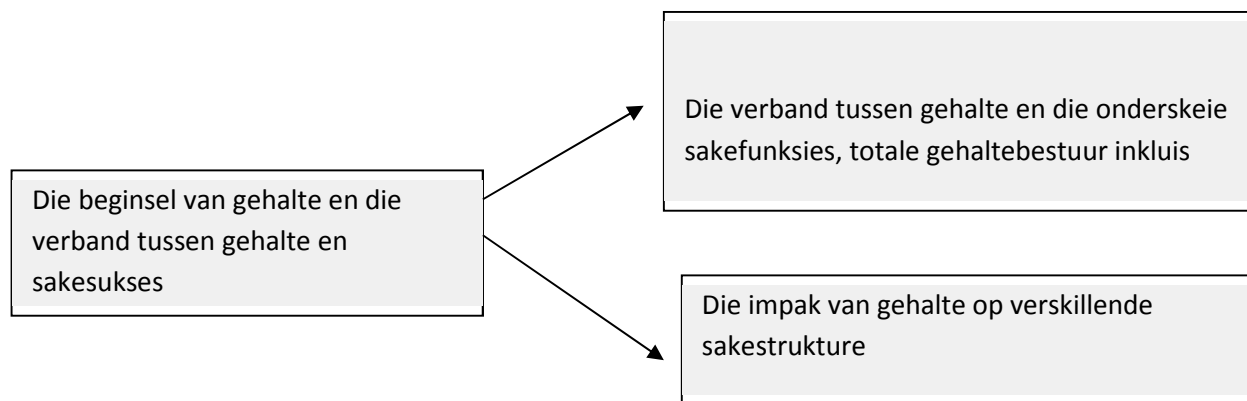 Die beginsel van gehalte en die
verband tussen gehalte en
sakesukses
Die verband tussen gehalte en die onderskeie
sakefunksies, totale gehaltebestuur inkluis
Die impak van gehalte op verskillende
sakestrukture